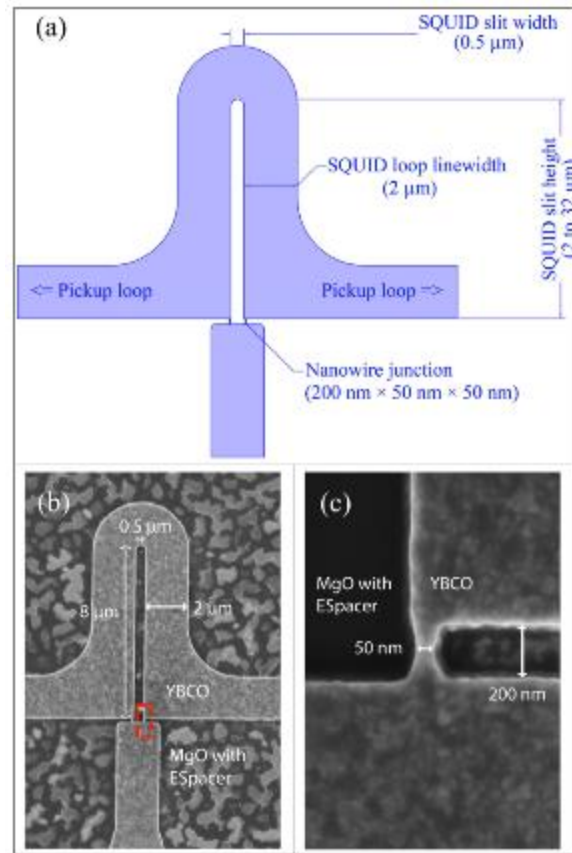 (a)
SQUID slit width
(0.5 µm)
SQUID loop linewidth
(2 µm)
SQUID slit height
(2 to 32 µm)
<= Pickup loop
Pickup loop =>
Nanowire junction
(200 nm × 50 nm × 50 nm)
(b)
0.5 µm
8 µm
2 µm
YBCO
MgO with
ESpacer
(c)
MgO with
ESpacer
YBCO
50 nm
200 nm